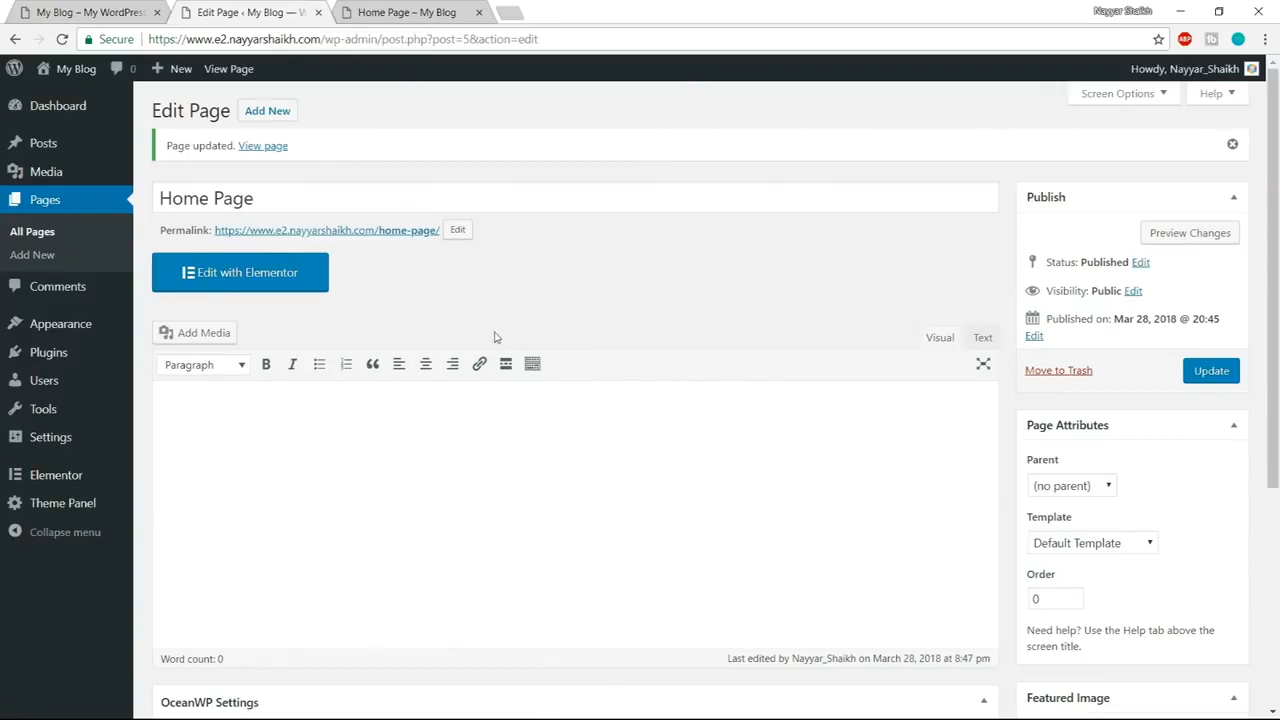 My Blog – My WordPress
Edit Page ‹ My Blog — W
Home Page – My Blog
Nayyar Shaikh
Secure
https://www.e2.nayyarshaikh.com/wp-admin/post.php?post=5&action=edit
ABP
My Blog
0
New
View Page
Howdy, Nayyar_Shaikh
Dashboard
Posts
Media
Pages
All Pages
Add New
Comments
Appearance
Plugins
Users
Tools
Settings
Elementor
Theme Panel
Collapse menu
Screen Options
Help
Edit Page
Add New
Page updated. View page
Home Page
Permalink: https://www.e2.nayyarshaikh.com/home-page/ Edit
Edit with Elementor
Add Media
Visual
Text
Paragraph
B
I
Word count: 0
Last edited by Nayyar_Shaikh on March 28, 2018 at 8:47 pm
OceanWP Settings
Publish
Preview Changes
Status: Published Edit
Visibility: Public Edit
Published on: Mar 28, 2018 @ 20:45
Edit
Move to Trash
Update
Page Attributes
Parent
(no parent)
Template
Default Template
Order
0
Need help? Use the Help tab above the
screen title.
Featured Image